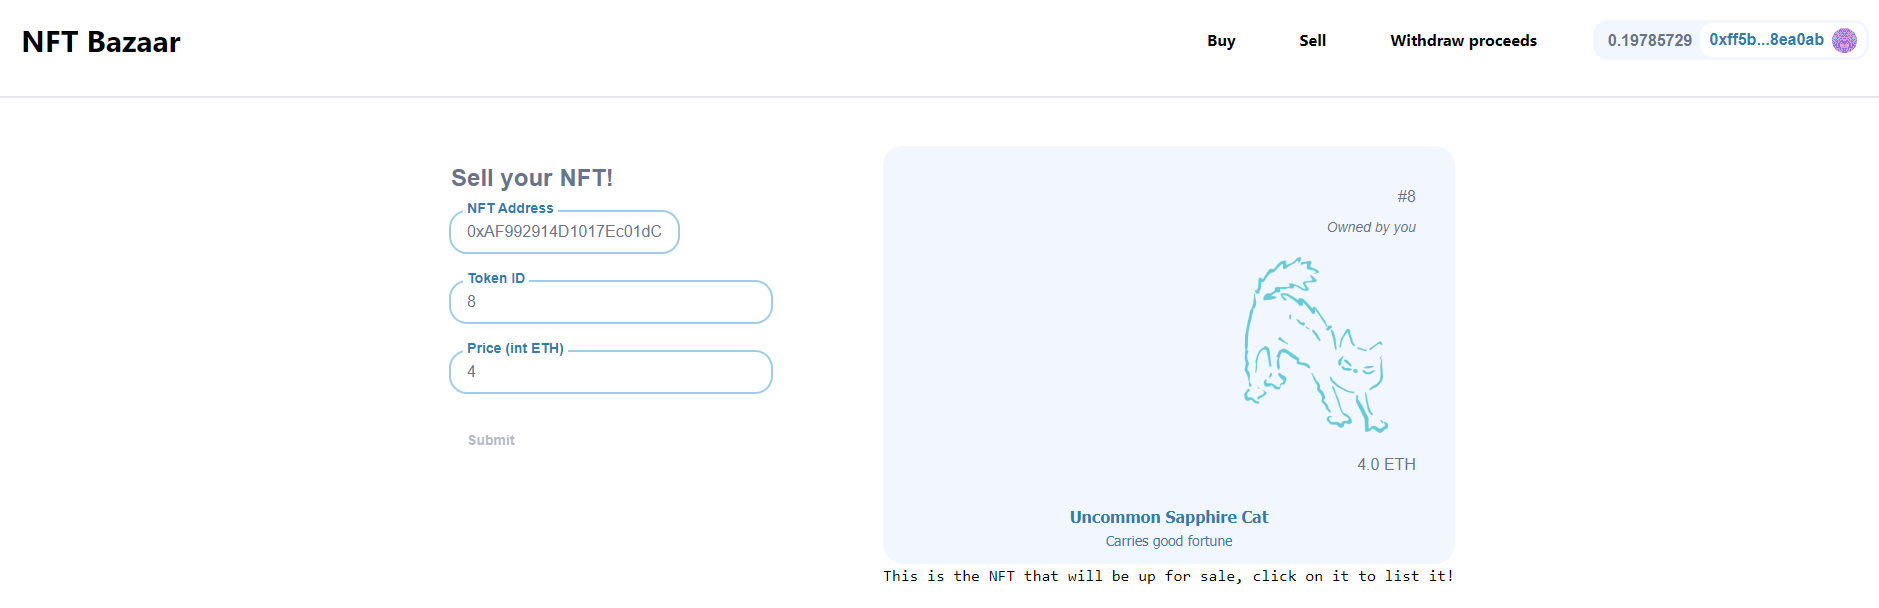 NFT Bazaar
Buy
Sell
Withdraw proceeds
0.19785729
0xff5b...8ea0ab
Sell your NFT!
NFT Address
0xAF992914D1017Ec01dC
Token ID
8
Price (int ETH)
4
Submit
#8
Owned by you
4.0 ETH
Uncommon Sapphire Cat
Carries good fortune
This is the NFT that will be up for sale, click on it to list it!